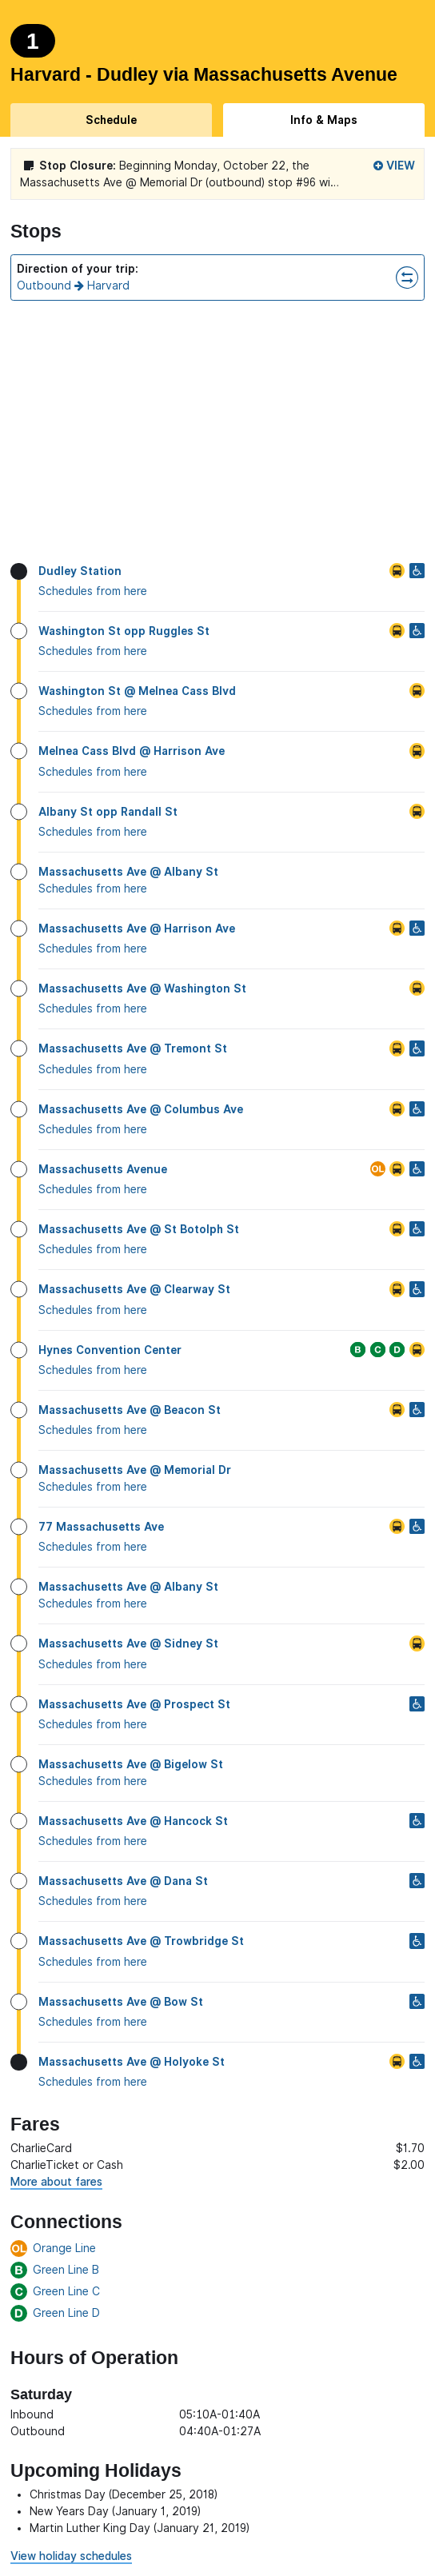 1
Harvard - Dudley via Massachusetts Avenue
Schedule
Info & Maps
Stop Closure: Beginning Monday, October 22, the
VIEW
Massachusetts Ave @ Memorial Dr (outbound) stop #96 wi...
Stops
Direction of your trip:
Outbound Harvard
Dudley Station
Schedules from here
Washington St opp Ruggles St
Schedules from here
Washington St @ Melnea Cass Blvd
Schedules from here
Melnea Cass Blvd @ Harrison Ave
Schedules from here
Albany St opp Randall St
Schedules from here
Massachusetts Ave @ Albany St
Schedules from here
Massachusetts Ave @ Harrison Ave
Schedules from here
Massachusetts Ave @ Washington St
Schedules from here
Massachusetts Ave @ Tremont St
Schedules from here
Massachusetts Ave @ Columbus Ave
Schedules from here
Massachusetts Avenue OL
Schedules from here
Massachusetts Ave @ St Botolph St
Schedules from here
Massachusetts Ave @ Clearway St
Schedules from here
Hynes Convention Center B C D
Schedules from here
Massachusetts Ave @ Beacon St
Schedules from here
Massachusetts Ave @ Memorial Dr
Schedules from here
77 Massachusetts Ave
Schedules from here
Massachusetts Ave @ Albany St
Schedules from here
Massachusetts Ave @ Sidney St
Schedules from here
Massachusetts Ave @ Prospect St
Schedules from here
Massachusetts Ave @ Bigelow St
Schedules from here
Massachusetts Ave @ Hancock St
Schedules from here
Massachusetts Ave @ Dana St
Schedules from here
Massachusetts Ave @ Trowbridge St
Schedules from here
Massachusetts Ave @ Bow St
Schedules from here
Massachusetts Ave @ Holyoke St
Schedules from here
Fares
CharlieCard $1.70
CharlieTicket or Cash $2.00
More about fares
Connections
OL Orange Line
B Green Line B
C Green Line C
D Green Line D
Hours of Operation
Saturday
Inbound 05:10A-01:40A
Outbound 04:40A-01:27A
Upcoming Holidays
• Christmas Day (December 25, 2018)
• New Years Day (January 1, 2019)
• Martin Luther King Day (January 21, 2019)
View holiday schedules